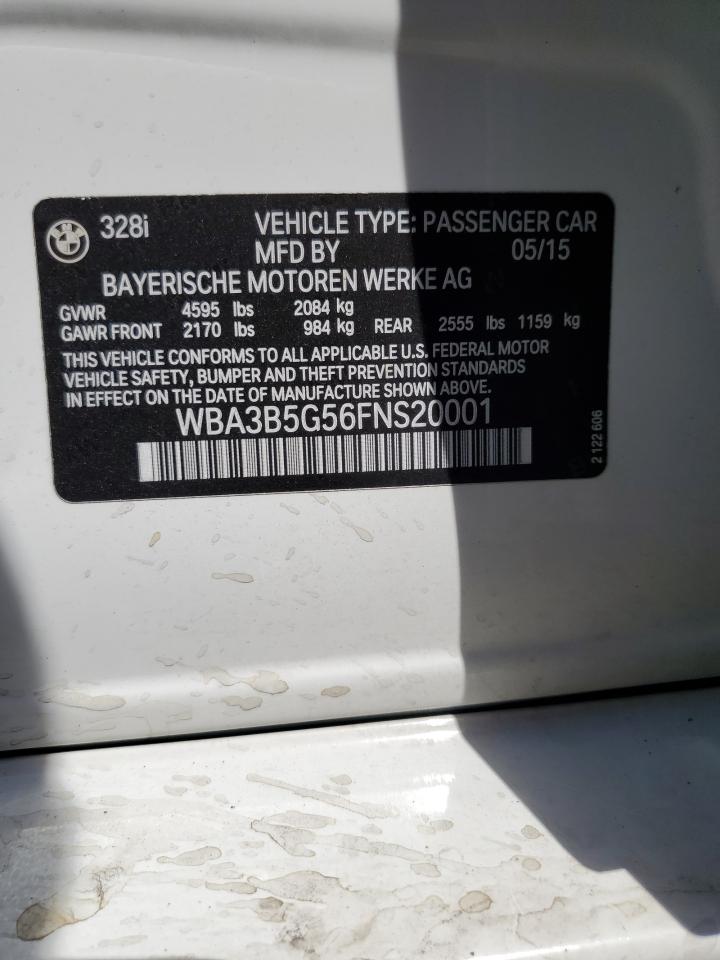 328i VEHICLE TYPE: PASSENGER CAR
MFD BY 05/15
BAYERISCHE MOTOREN WERKE AG
GVWR 4595 lbs 2084 kg
GAWR FRONT 2170 lbs 984 kg REAR 2555 lbs 1159 kg
THIS VEHICLE CONFORMS TO ALL APPLICABLE U.S. FEDERAL MOTOR
VEHICLE SAFETY, BUMPER AND THEFT PREVENTION STANDARDS
IN EFFECT ON THE DATE OF MANUFACTURE SHOWN ABOVE.
WBA3B5G56FNS20001
2 122 606